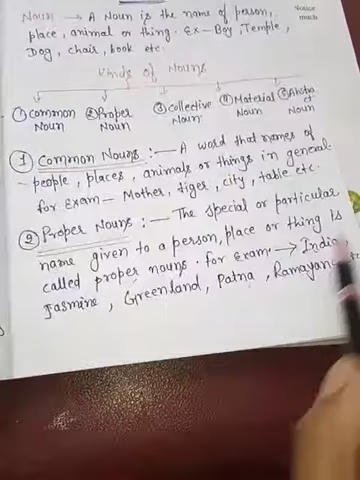 Noun → A Noun is the name of person,
place, animal or thing. Ex - Boy, Temple,
Dog, chair, book etc.
Kinds of Nouns
① Common Noun ② Proper Noun ③ Collective Noun ④ Material Noun
① Common Nouns :— A word that names of
people, places, animals or things in general
for Exam — Mother, tiger, city, table etc.
② Proper Nouns :— The special or particular
name given to a person, place or thing is
called proper nouns. for Exam → India,
Jasmine, Greenland, Patna, Ramayan